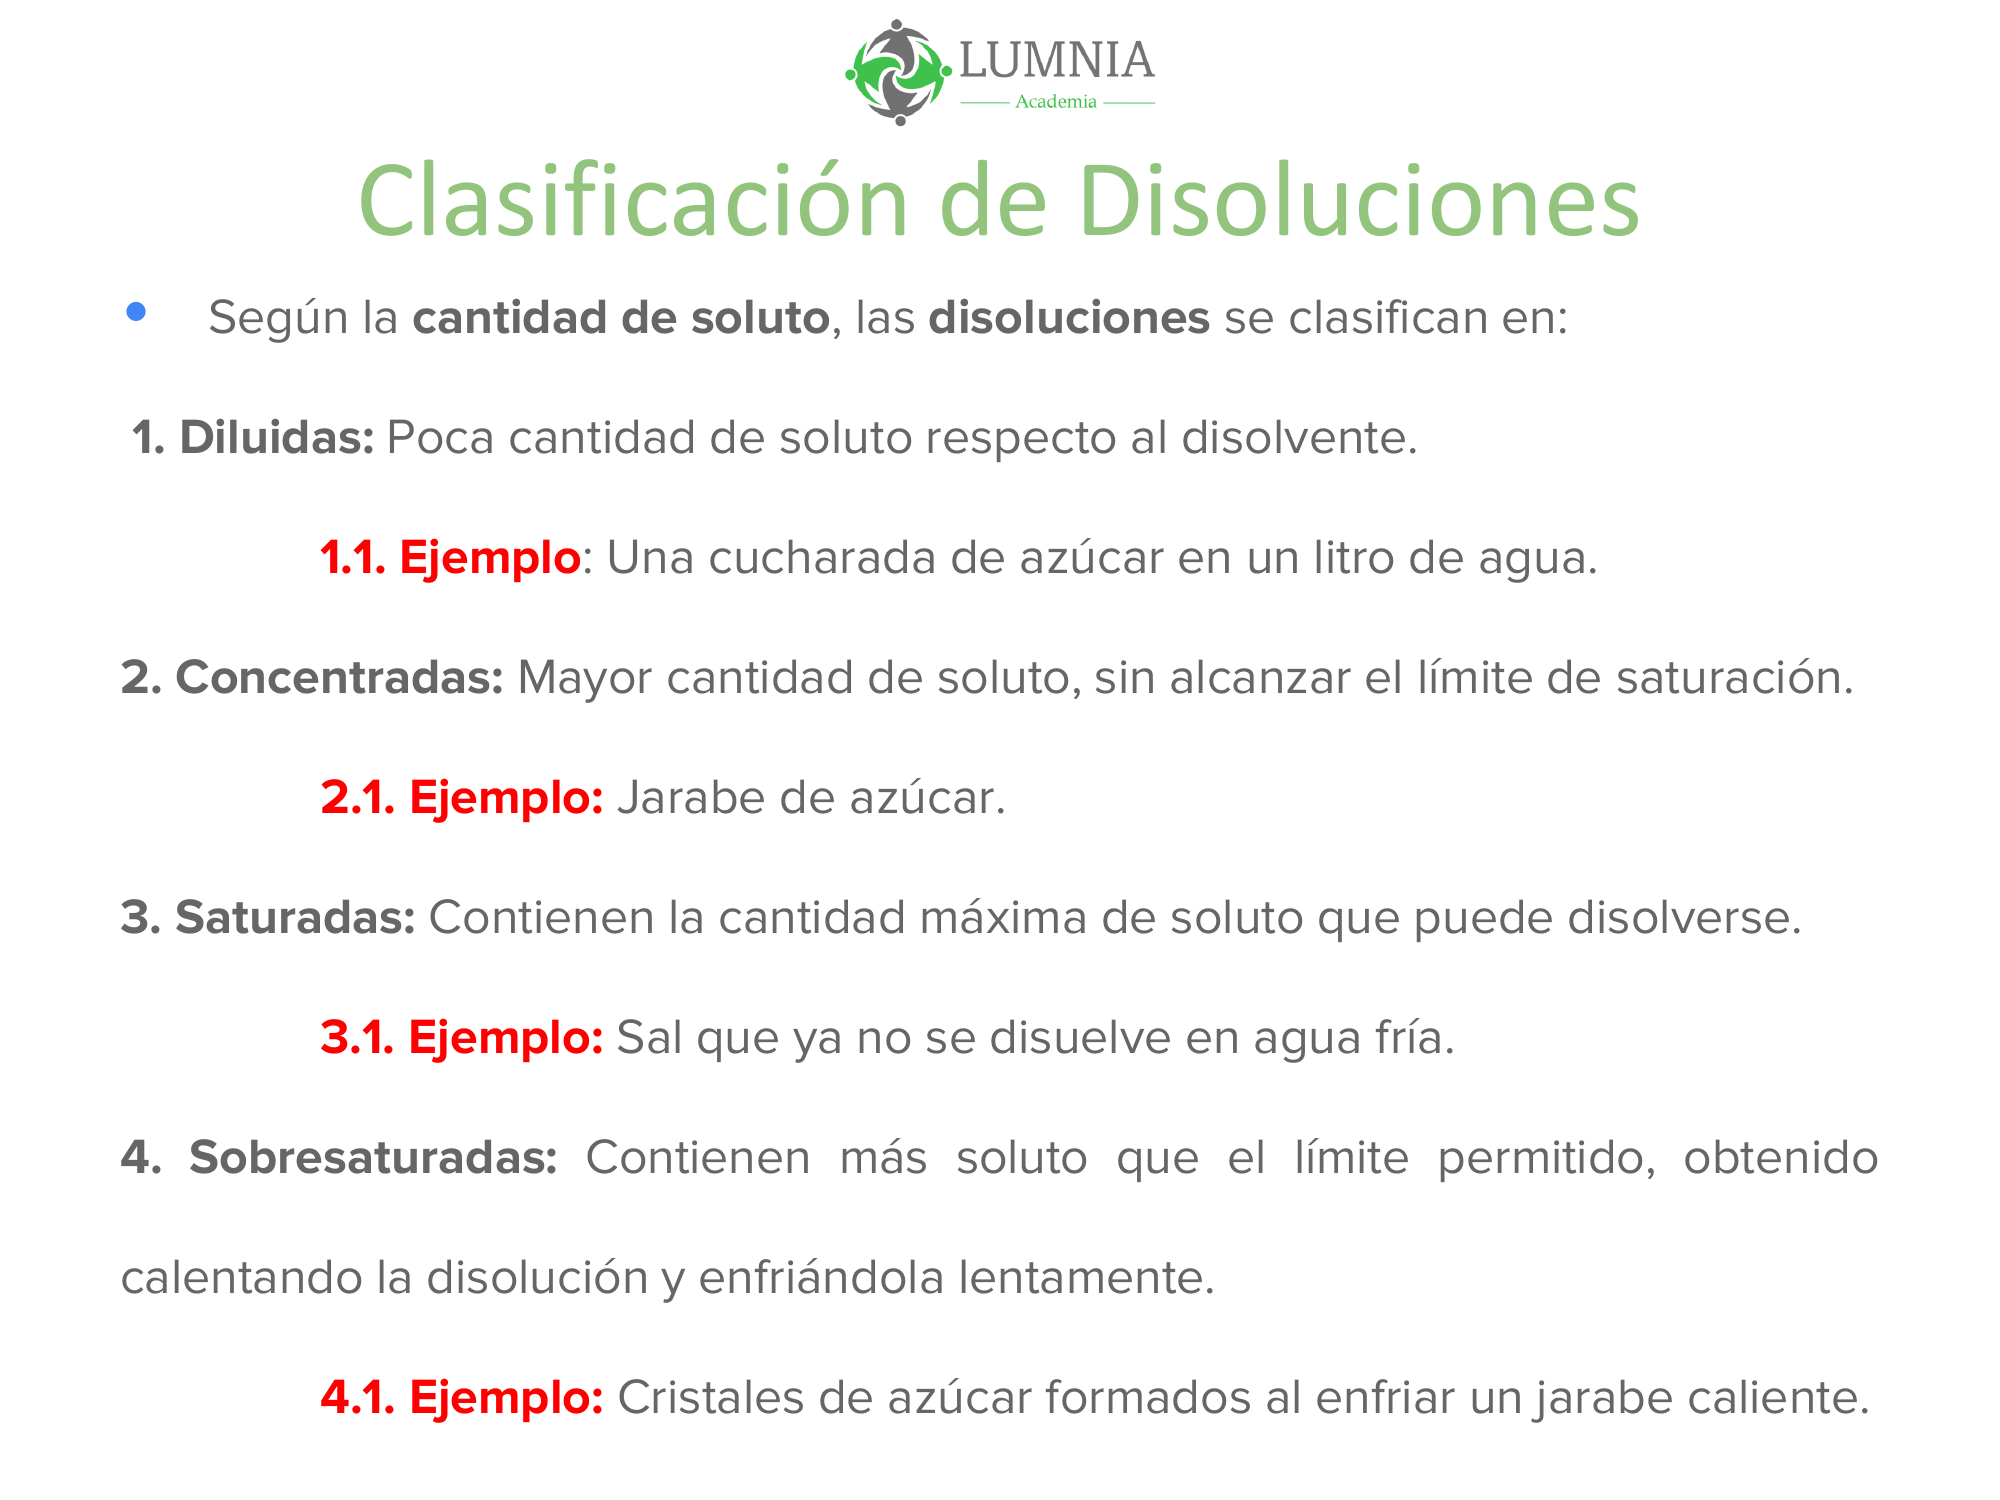 LUMNIA
Academia
Clasificación de Disoluciones
• Según la cantidad de soluto, las disoluciones se clasifican en:
1. Diluidas: Poca cantidad de soluto respecto al disolvente.
1.1. Ejemplo: Una cucharada de azúcar en un litro de agua.
2. Concentradas: Mayor cantidad de soluto, sin alcanzar el límite de saturación.
2.1. Ejemplo: Jarabe de azúcar.
3. Saturadas: Contienen la cantidad máxima de soluto que puede disolverse.
3.1. Ejemplo: Sal que ya no se disuelve en agua fría.
4. Sobresaturadas: Contienen más soluto que el límite permitido, obtenido
calentando la disolución y enfriándola lentamente.
4.1. Ejemplo: Cristales de azúcar formados al enfriar un jarabe caliente.